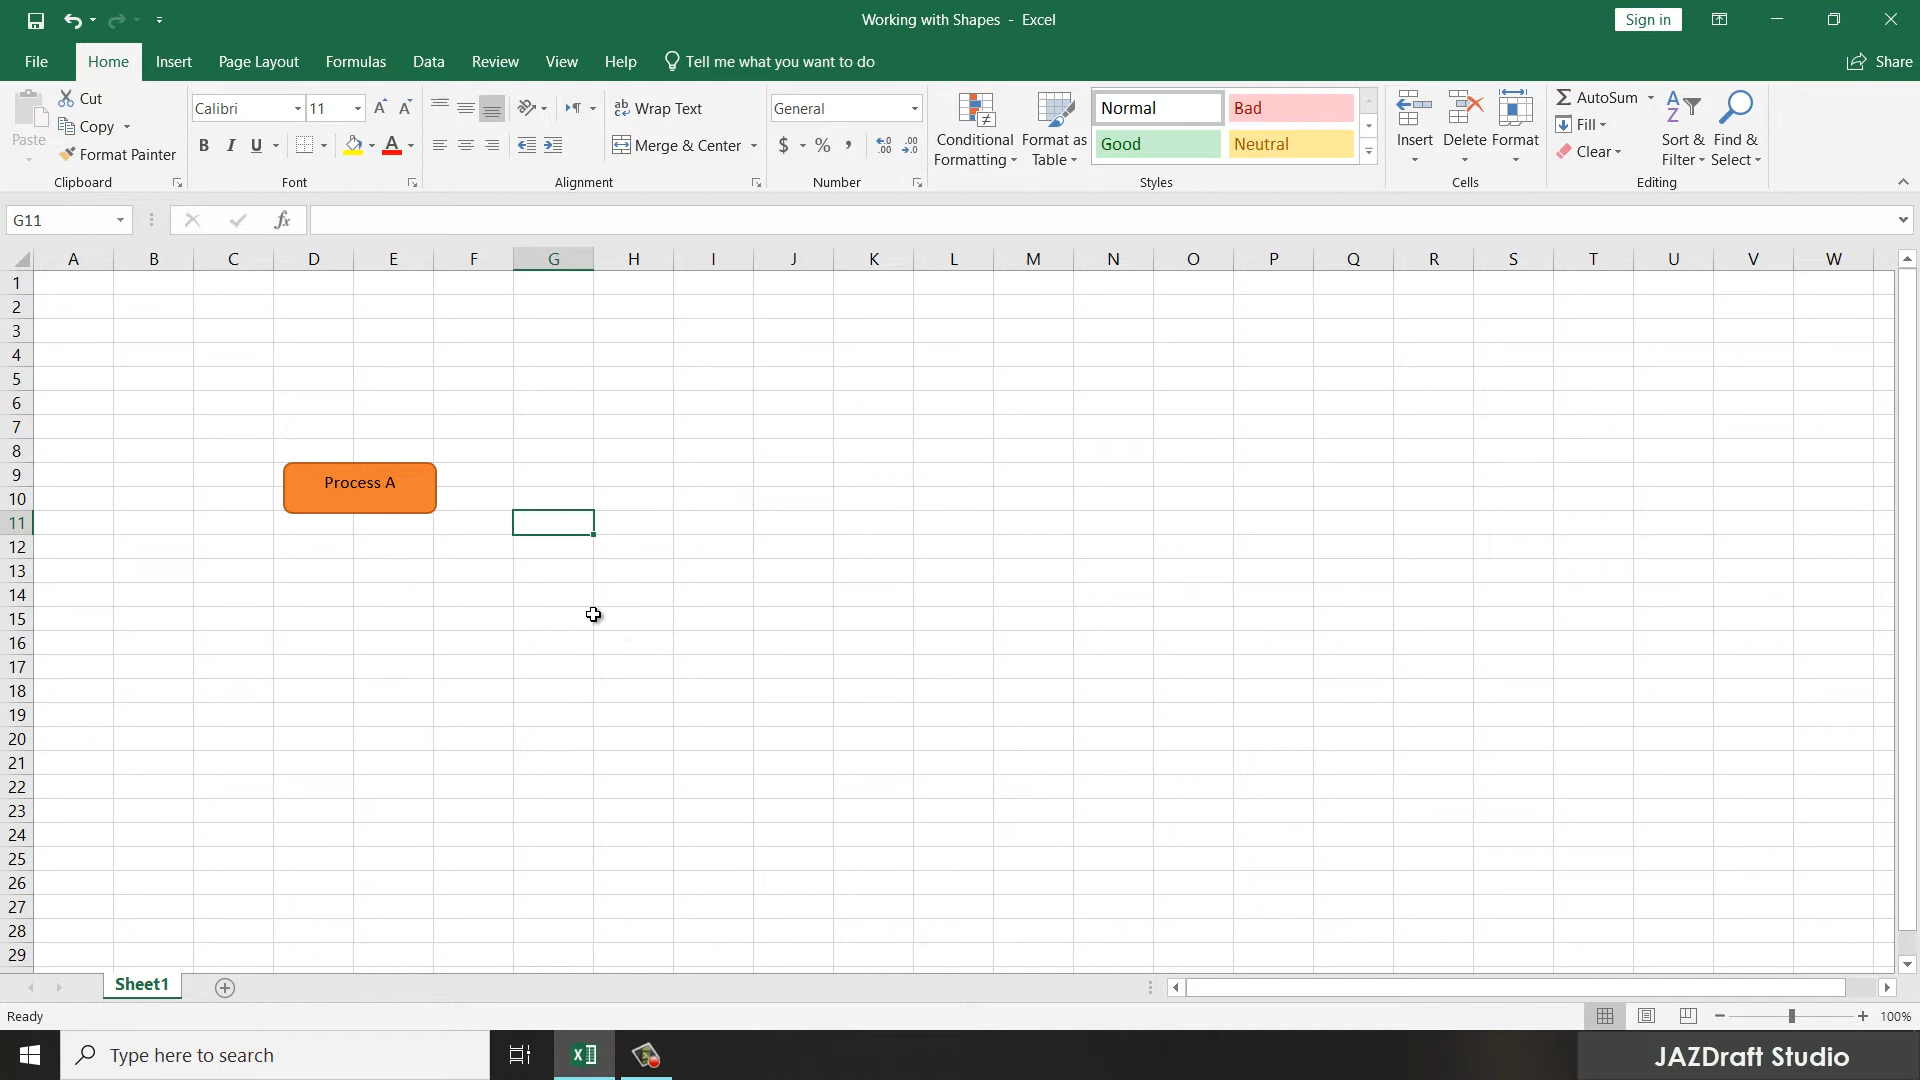 Working with Shapes - Excel
Sign in
File Home Insert Page Layout Formulas Data Review View Help Tell me what you want to do Share
Paste
Cut
Copy
Format Painter
Clipboard
Calibri 11
B I U
Font
Wrap Text
Merge & Center
Alignment
General
$ % ,
Number
Conditional
Formatting
Format as
Table
Normal Bad
Good Neutral
Styles
Insert Delete Format
Cells
AutoSum
Fill
Clear
Sort &
Filter
Find &
Select
Editing
G11
fx
A B C D E F G H I J K L M N O P Q R S T U V W
1
2
3
4
5
6
7
8
9
Process A
10
11
12
13
14
15
16
17
18
19
20
21
22
23
24
25
26
27
28
29
Sheet1
Ready
100%
Type here to search
JAZDraft Studio